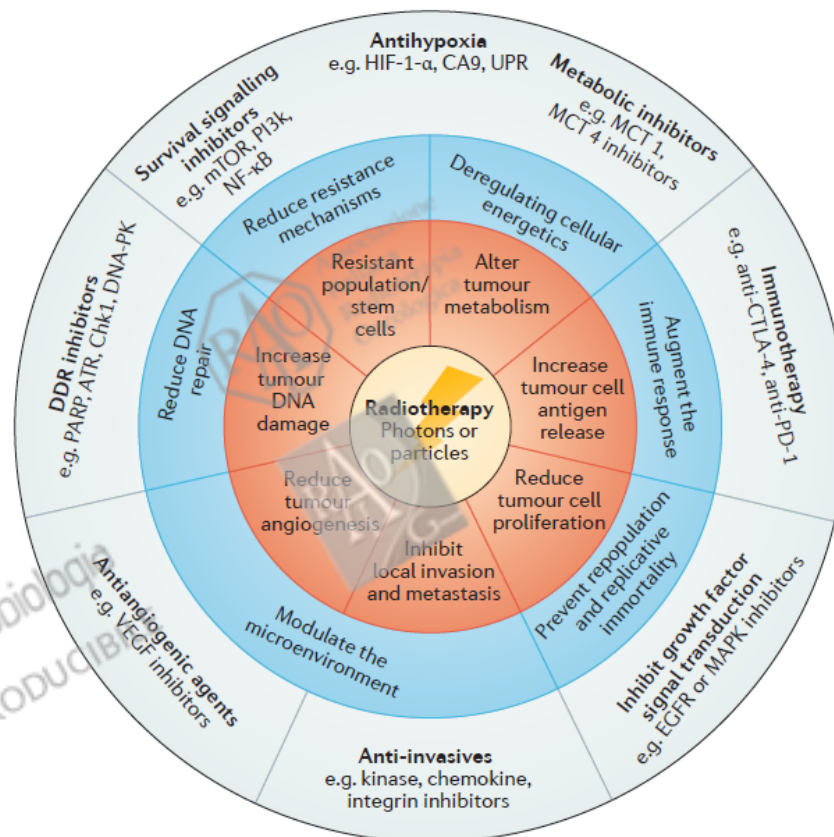 Antihypoxia
e.g. HIF-1-α, CA9, UPR
Metabolic inhibitors
e.g. MCT 1,
MCT 4 inhibitors
Immunotherapy
e.g. anti-CTLA-4, anti-PD-1
Inhibit growth factor
signal transduction
e.g. EGFR or MAPK inhibitors
Anti-invasives
e.g. kinase, chemokine,
integrin inhibitors
Antiangiogenic agents
e.g. VEGF inhibitors
DDR inhibitors
e.g. PARP, ATR, Chk1, DNA-PK
Survival signalling
inhibitors
e.g. mTOR, PI3k,
NF-κB
Reduce resistance
mechanisms
Deregulating cellular
energetics
Augment the
immune response
Prevent repopulation
and replicative
immortality
Modulate the
microenvironment
Reduce DNA
repair
Resistant
population/
stem
cells
Alter
tumour
metabolism
Increase
tumour cell
antigen
release
Reduce
tumour cell
proliferation
Inhibit
local invasion
and metastasis
Reduce
tumour
angiogenesis
Increase
tumour
DNA
damage
Radiotherapy
Photons or
particles